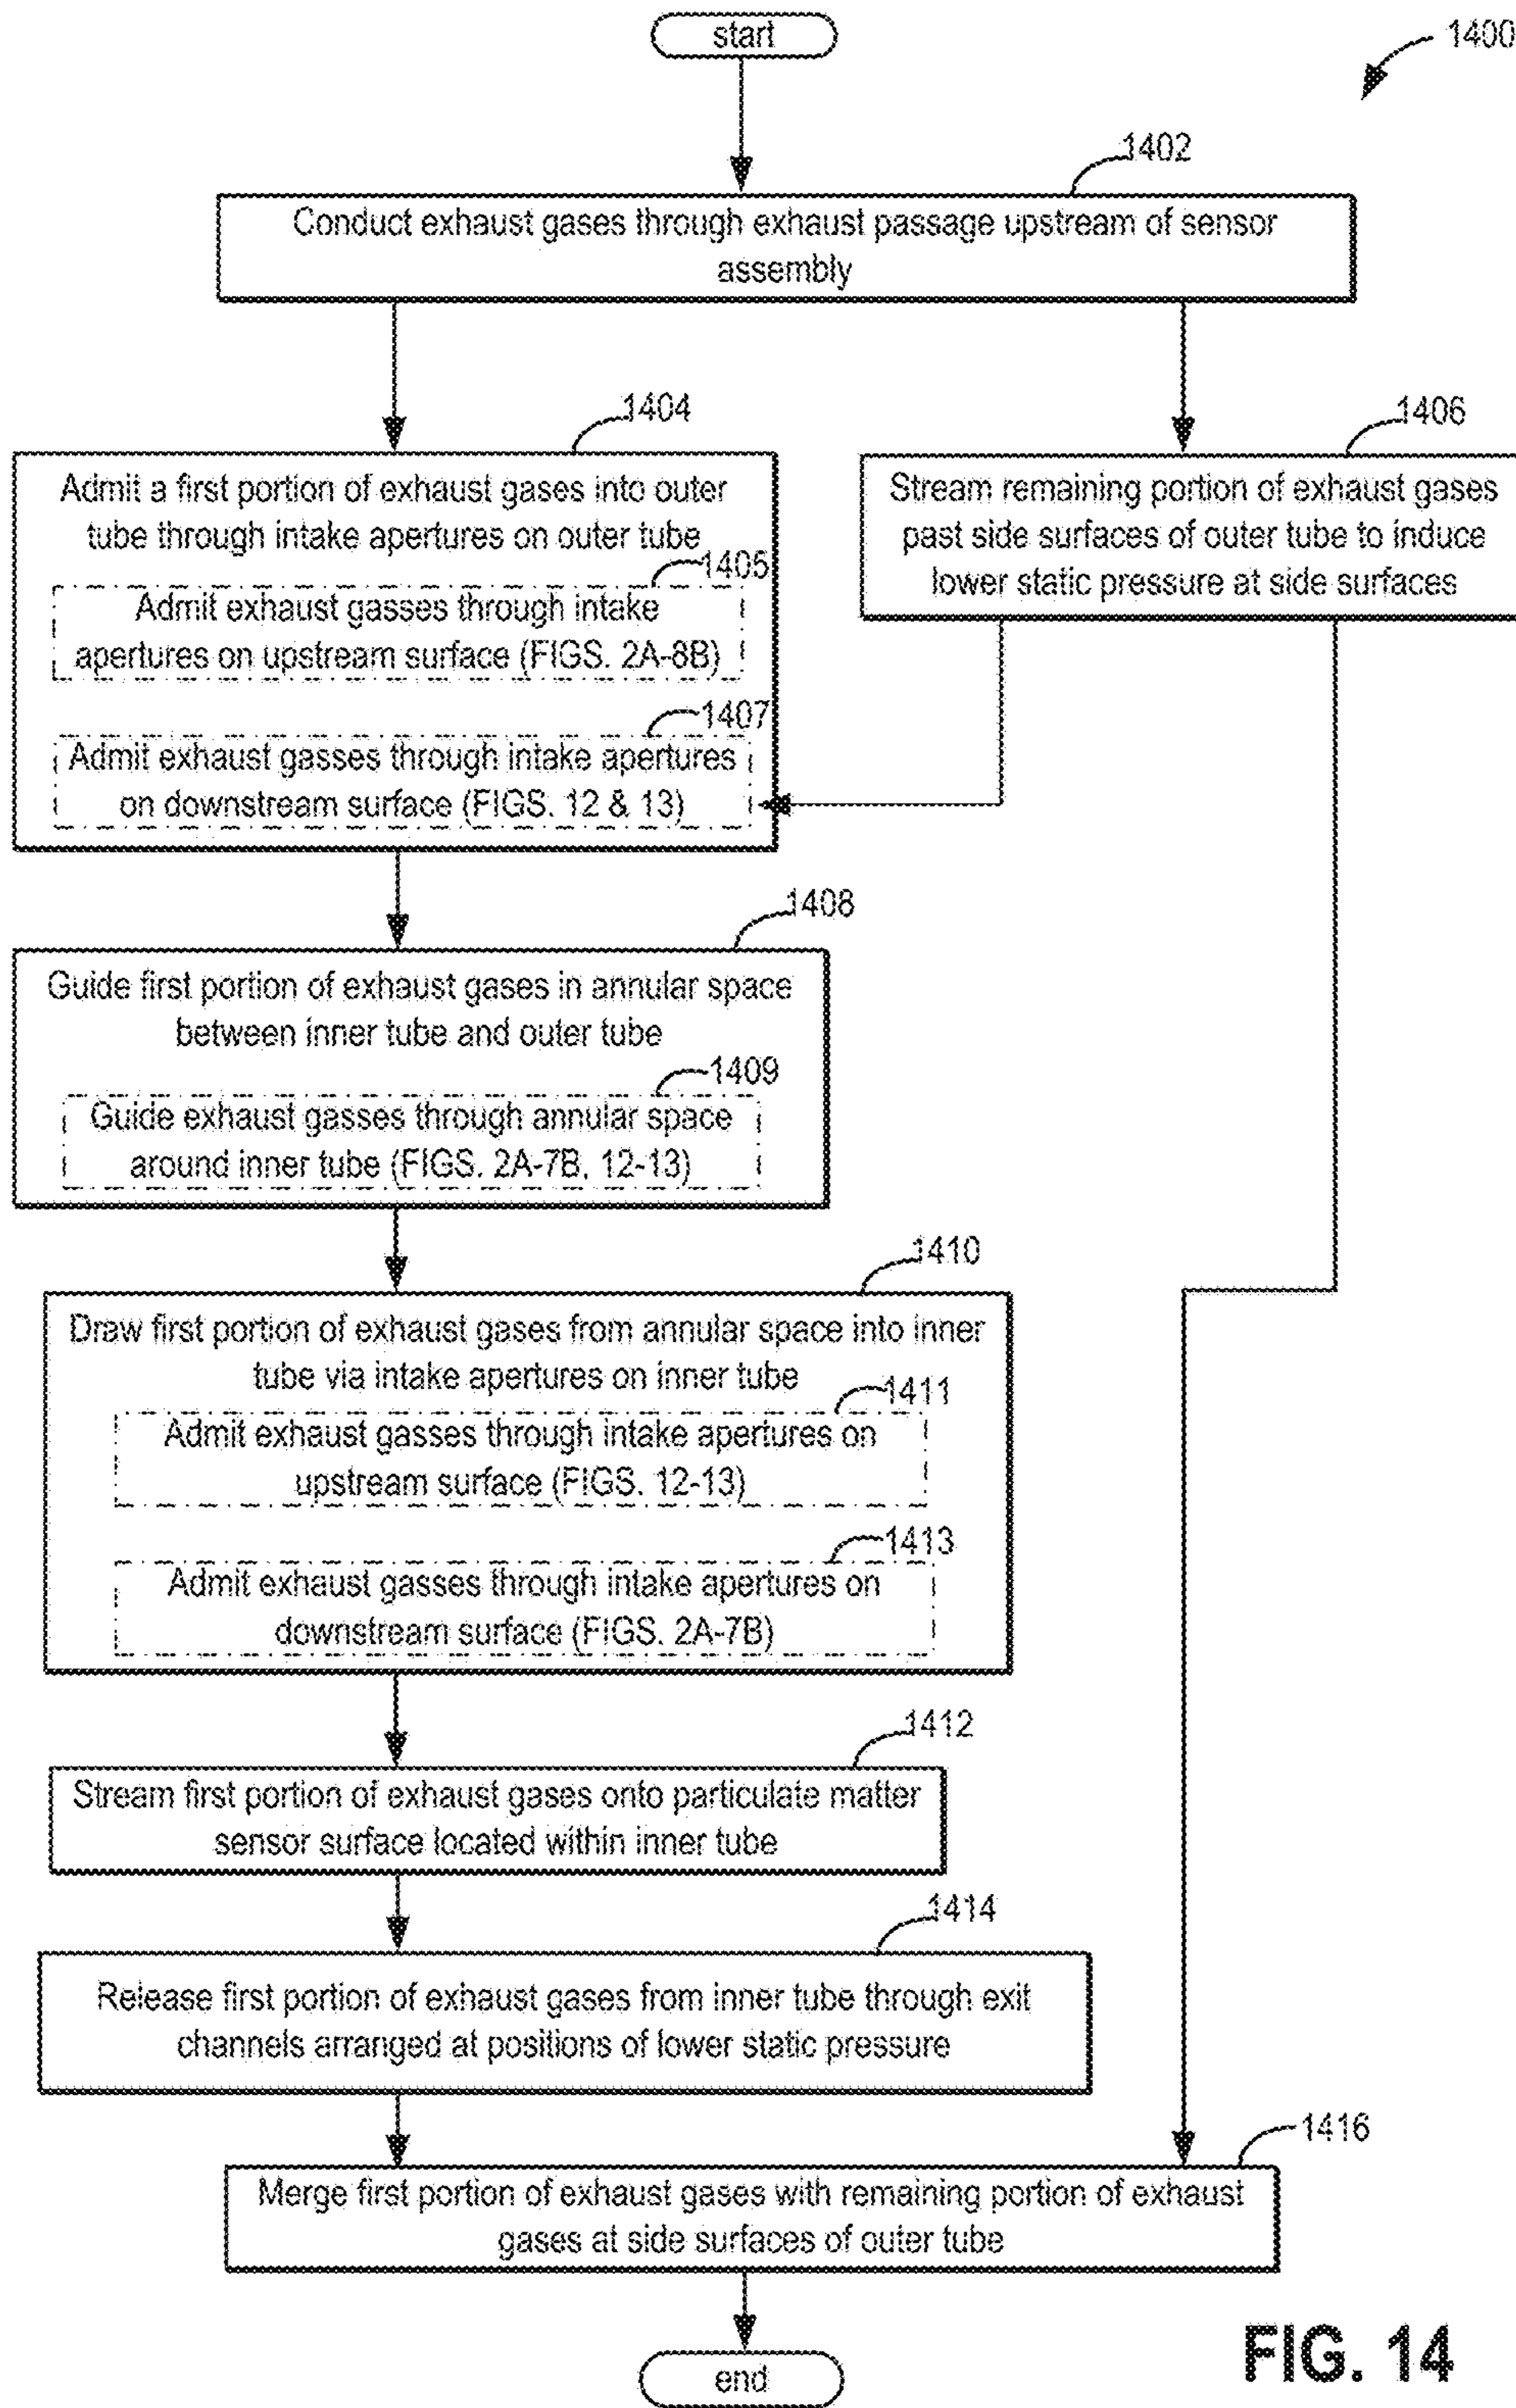 start
1400
1402
Conduct exhaust gases through exhaust passage upstream of sensor
assembly
1404
Admit a first portion of exhaust gases into outer
tube through intake apertures on outer tube
1405
Admit exhaust gasses through intake
apertures on upstream surface (FIGS. 2A-8B)
1407
Admit exhaust gasses through intake apertures
on downstream surface (FIGS. 12 & 13)
1406
Stream remaining portion of exhaust gases
past side surfaces of outer tube to induce
lower static pressure at side surfaces
1408
Guide first portion of exhaust gases in annular space
between inner tube and outer tube
1409
Guide exhaust gasses through annular space
around inner tube (FIGS. 2A-7B, 12-13)
1410
Draw first portion of exhaust gases from annular space into inner
tube via intake apertures on inner tube
1411
Admit exhaust gasses through intake apertures on
upstream surface (FIGS. 12-13)
1413
Admit exhaust gasses through intake apertures on
downstream surface (FIGS. 2A-7B)
1412
Stream first portion of exhaust gases onto particulate matter
sensor surface located within inner tube
1414
Release first portion of exhaust gases from inner tube through exit
channels arranged at positions of lower static pressure
1416
Merge first portion of exhaust gases with remaining portion of exhaust
gases at side surfaces of outer tube
end
FIG. 14